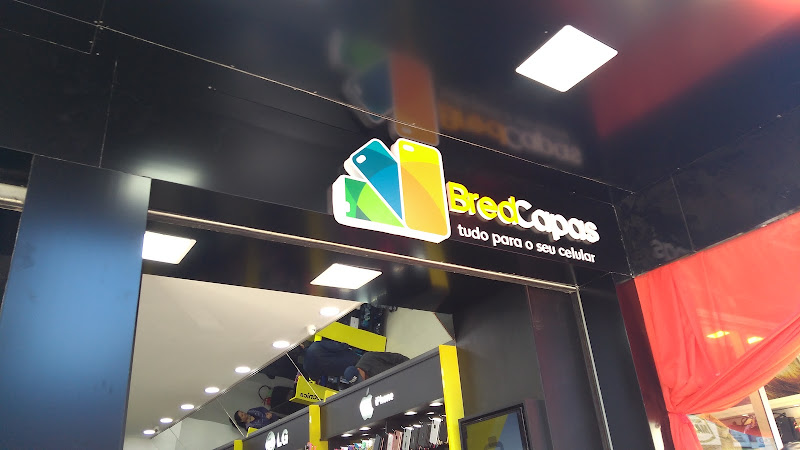 BredCapas
tudo para o seu celular
iPhone
LG